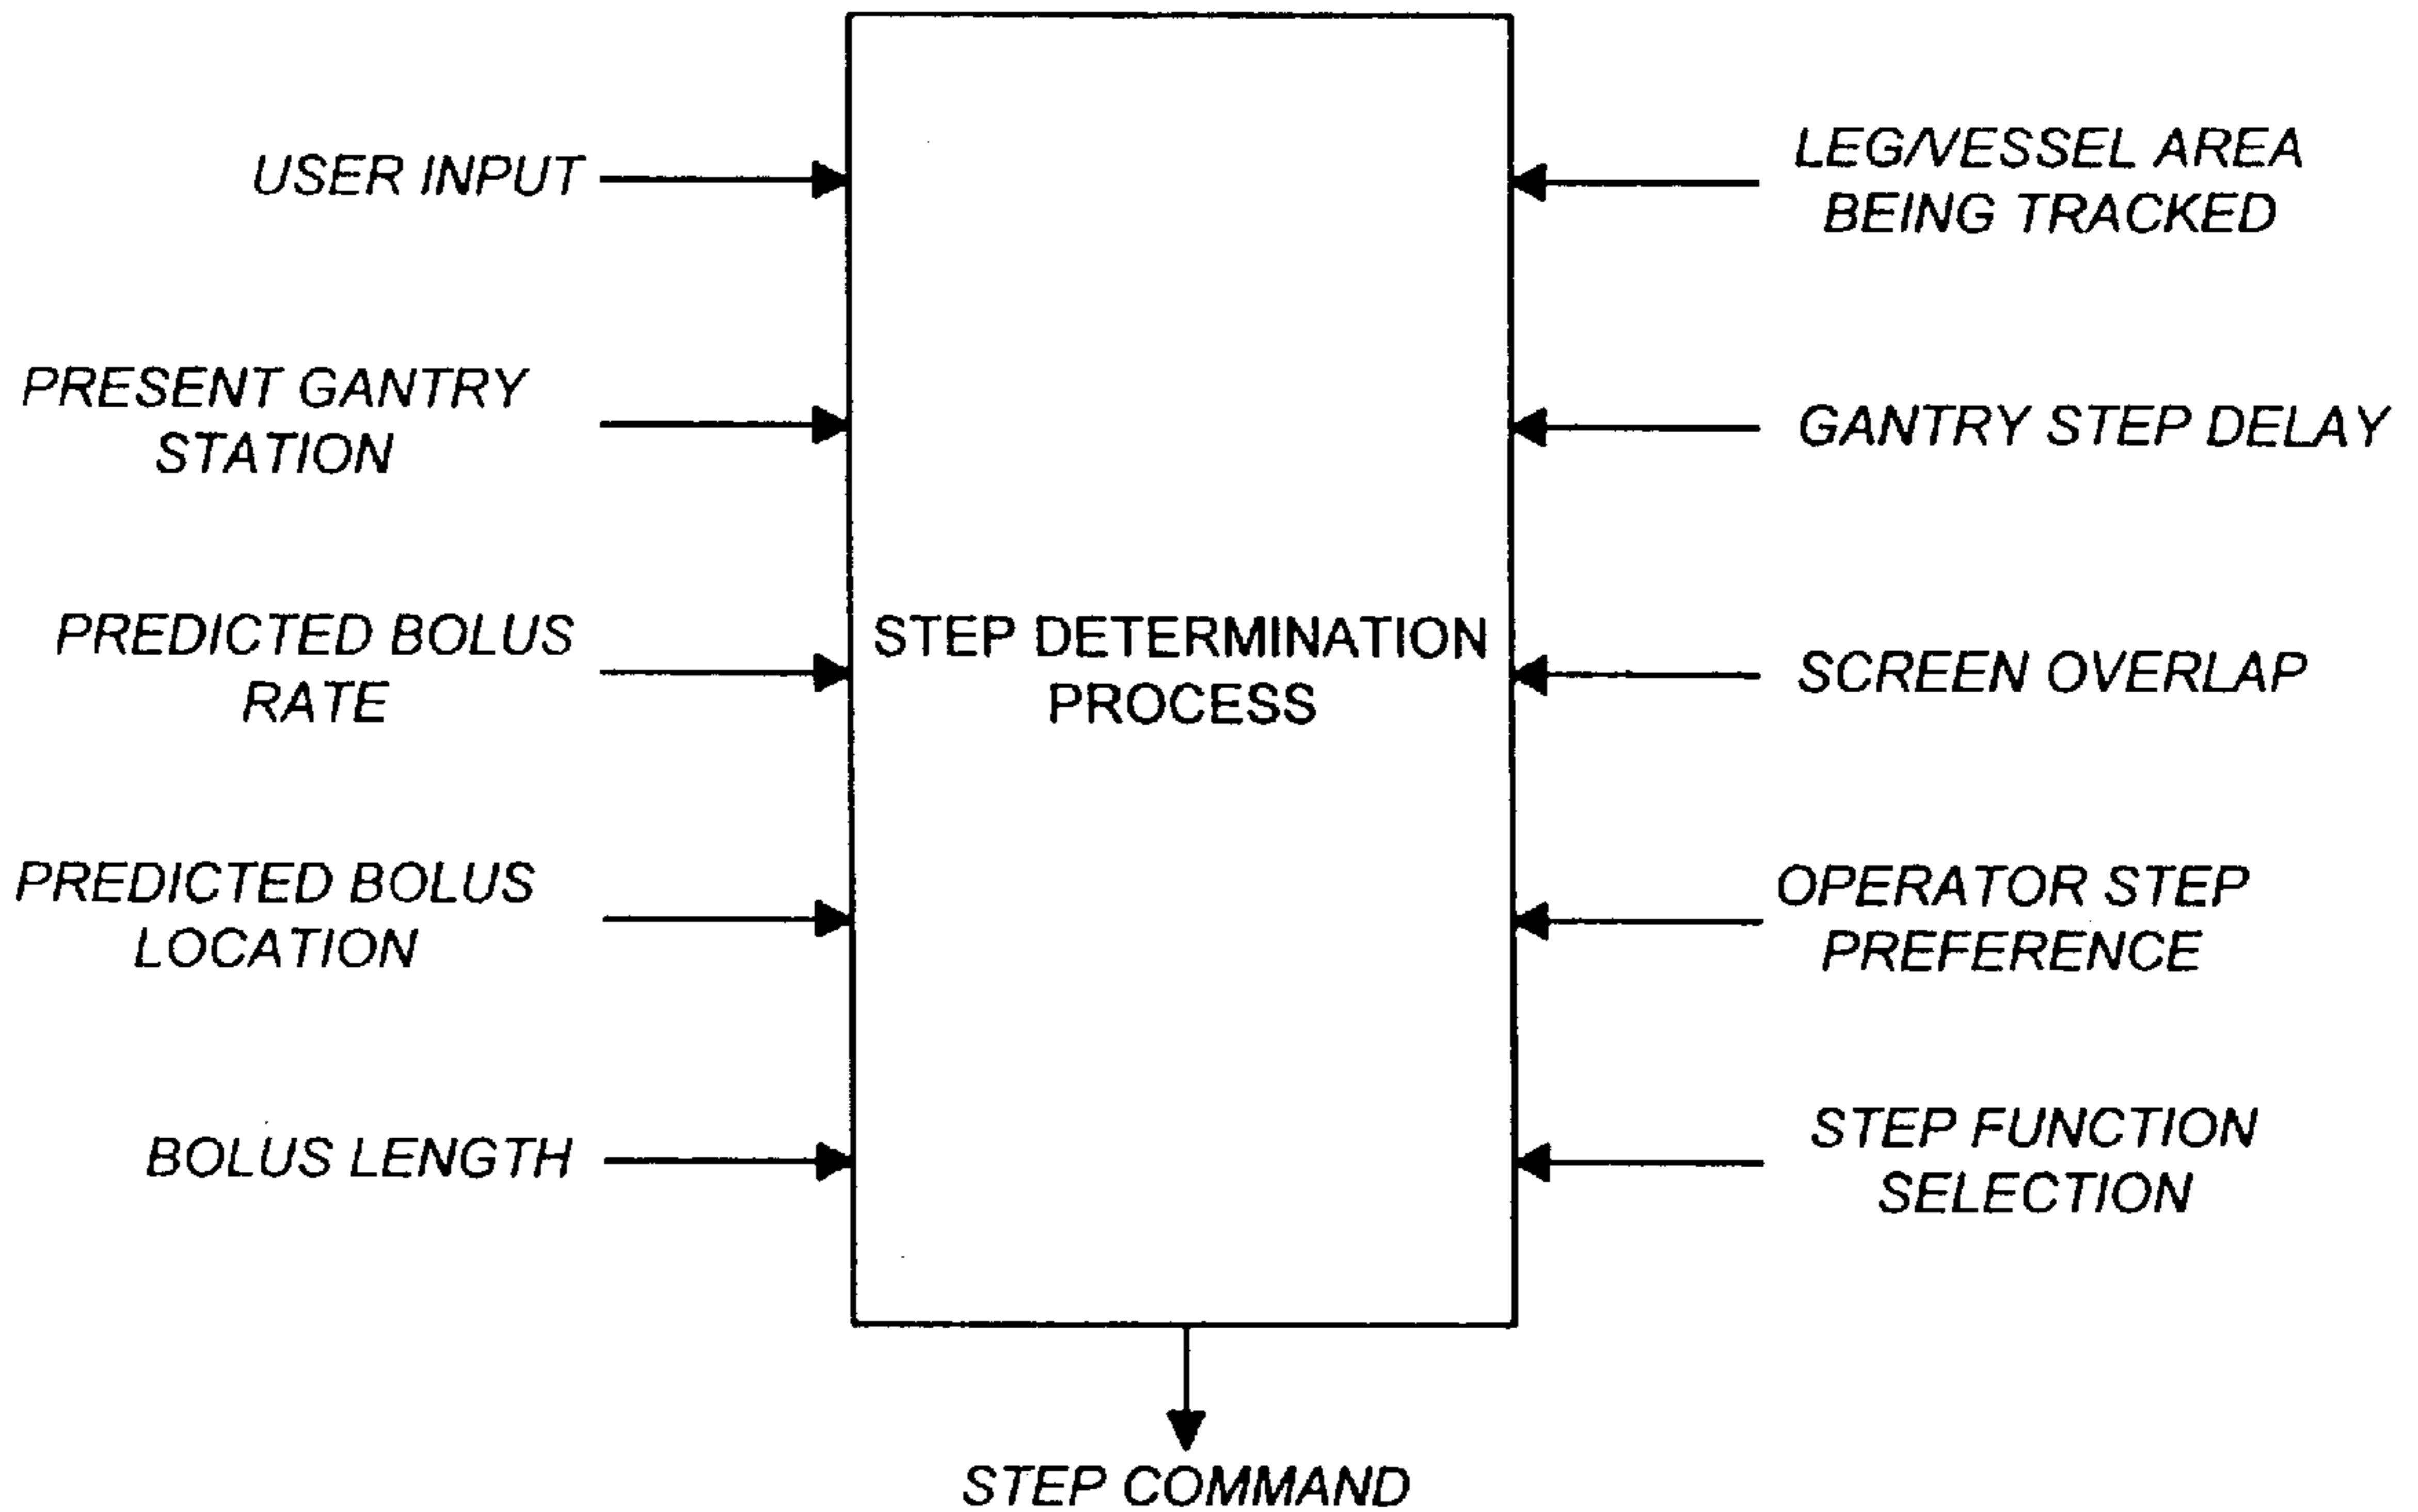 USER INPUT
PRESENT GANTRY
STATION
PREDICTED BOLUS
RATE
PREDICTED BOLUS
LOCATION
BOLUS LENGTH
STEP DETERMINATION
PROCESS
LEG/VESSEL AREA
BEING TRACKED
GANTRY STEP DELAY
SCREEN OVERLAP
OPERATOR STEP
PREFERENCE
STEP FUNCTION
SELECTION
STEP COMMAND